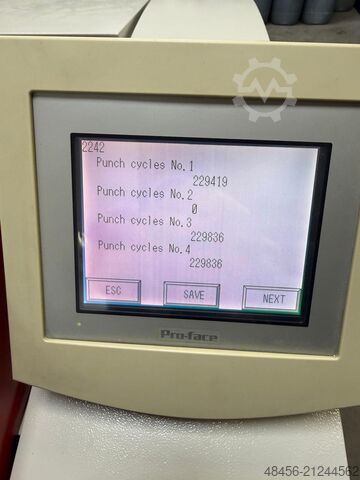 2242
Punch cycles No.1
229419
Punch cycles No.2
0
Punch cycles No.3
229836
Punch cycles No.4
229836
ESC SAVE NEXT
Pro-face
48456-21244562